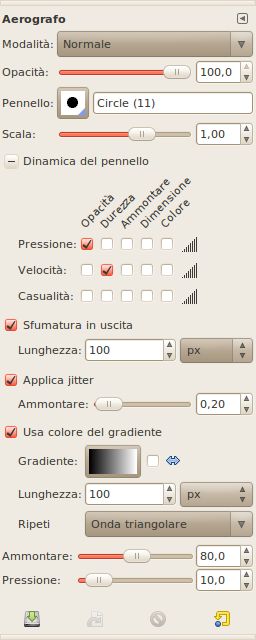 Aerografo
Modalità: Normale
Opacità: 100,0
Pennello: Circle (11)
Scala: 1,00
Dinamica del pennello
Opacità Durezza Ammontare Dimensione Colore
Pressione:
Velocità:
Casualità:
Sfumatura in uscita
Lunghezza: 100 px
Applica jitter
Ammontare: 0,20
Usa colore del gradiente
Gradiente:
Lunghezza: 100 px
Ripeti Onda triangolare
Ammontare: 80,0
Pressione: 10,0